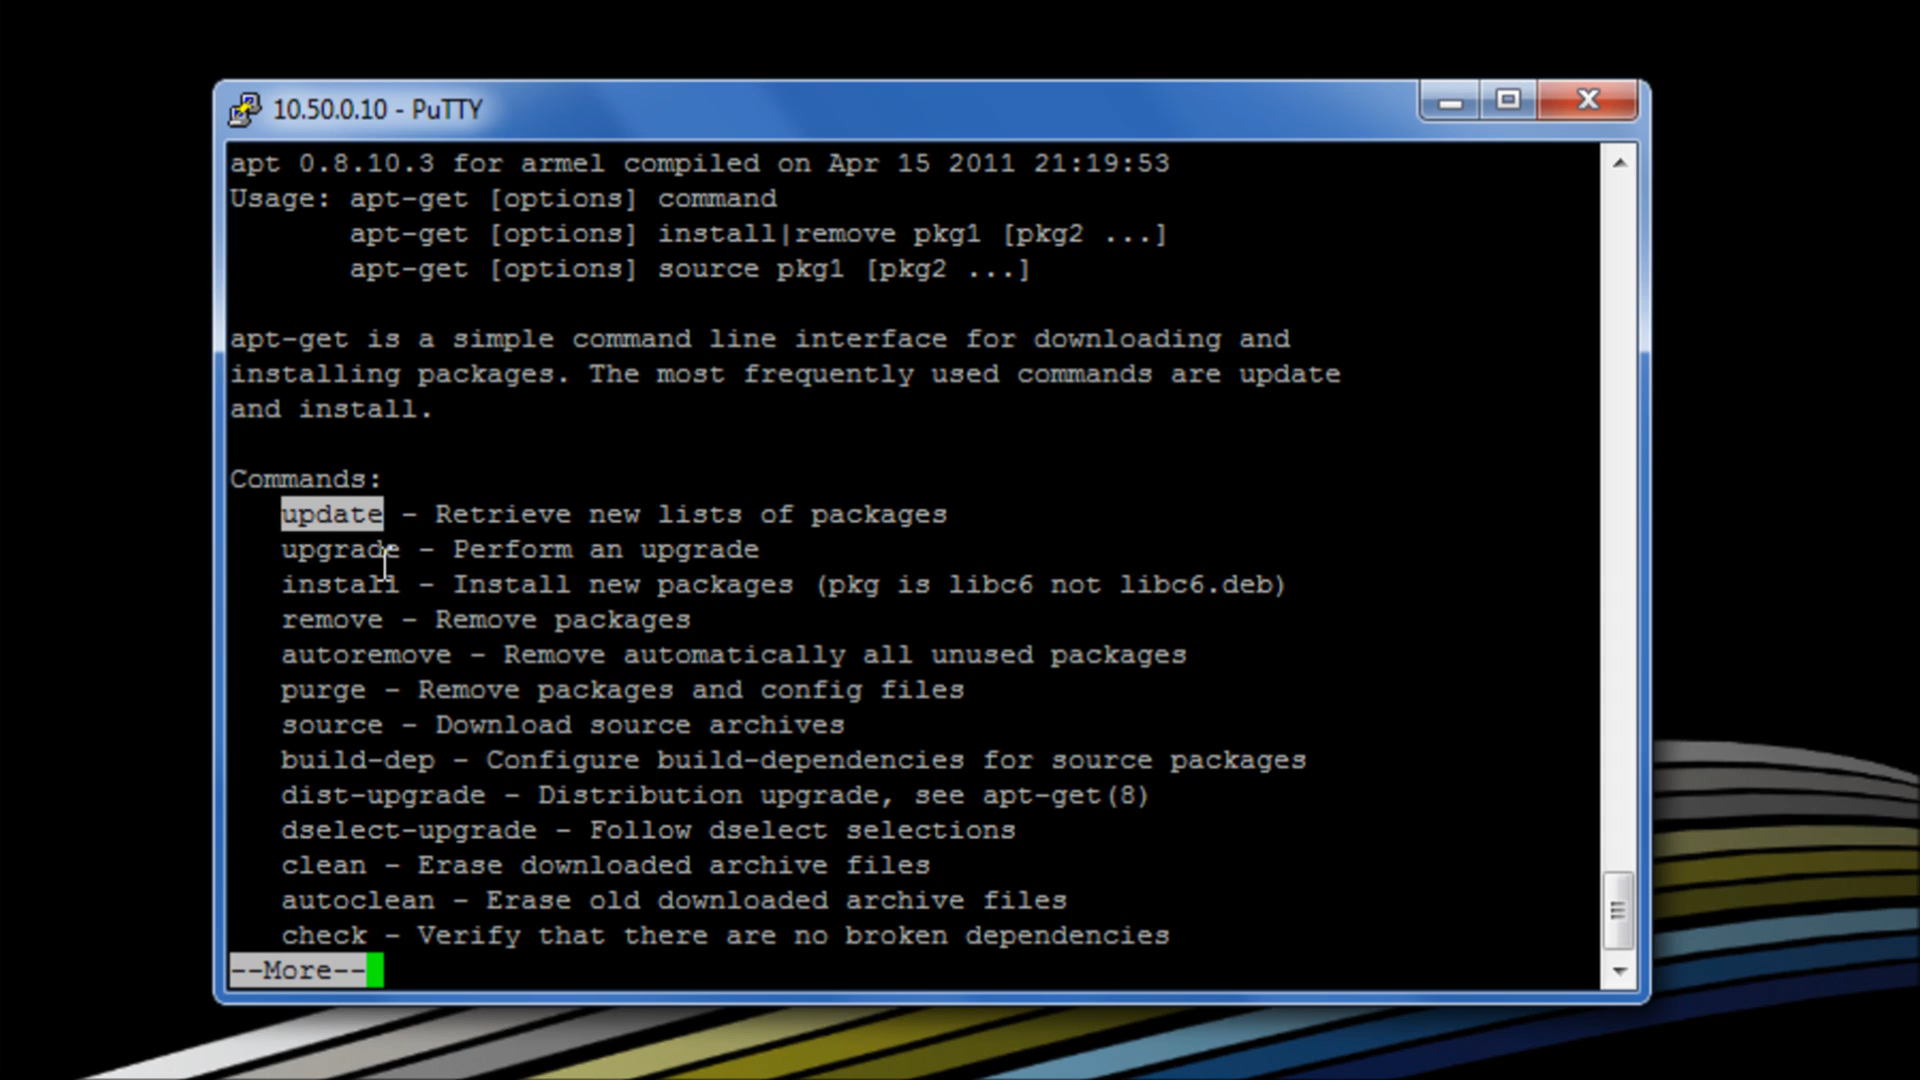 10.50.0.10 - PuTTY
apt 0.8.10.3 for armel compiled on Apr 15 2011 21:19:53
Usage: apt-get [options] command
apt-get [options] install|remove pkg1 [pkg2 ...]
apt-get [options] source pkg1 [pkg2 ...]
apt-get is a simple command line interface for downloading and
installing packages. The most frequently used commands are update
and install.
Commands:
update - Retrieve new lists of packages
upgrade - Perform an upgrade
install - Install new packages (pkg is libc6 not libc6.deb)
remove - Remove packages
autoremove - Remove automatically all unused packages
purge - Remove packages and config files
source - Download source archives
build-dep - Configure build-dependencies for source packages
dist-upgrade - Distribution upgrade, see apt-get(8)
dselect-upgrade - Follow dselect selections
clean - Erase downloaded archive files
autoclean - Erase old downloaded archive files
check - Verify that there are no broken dependencies
--More--